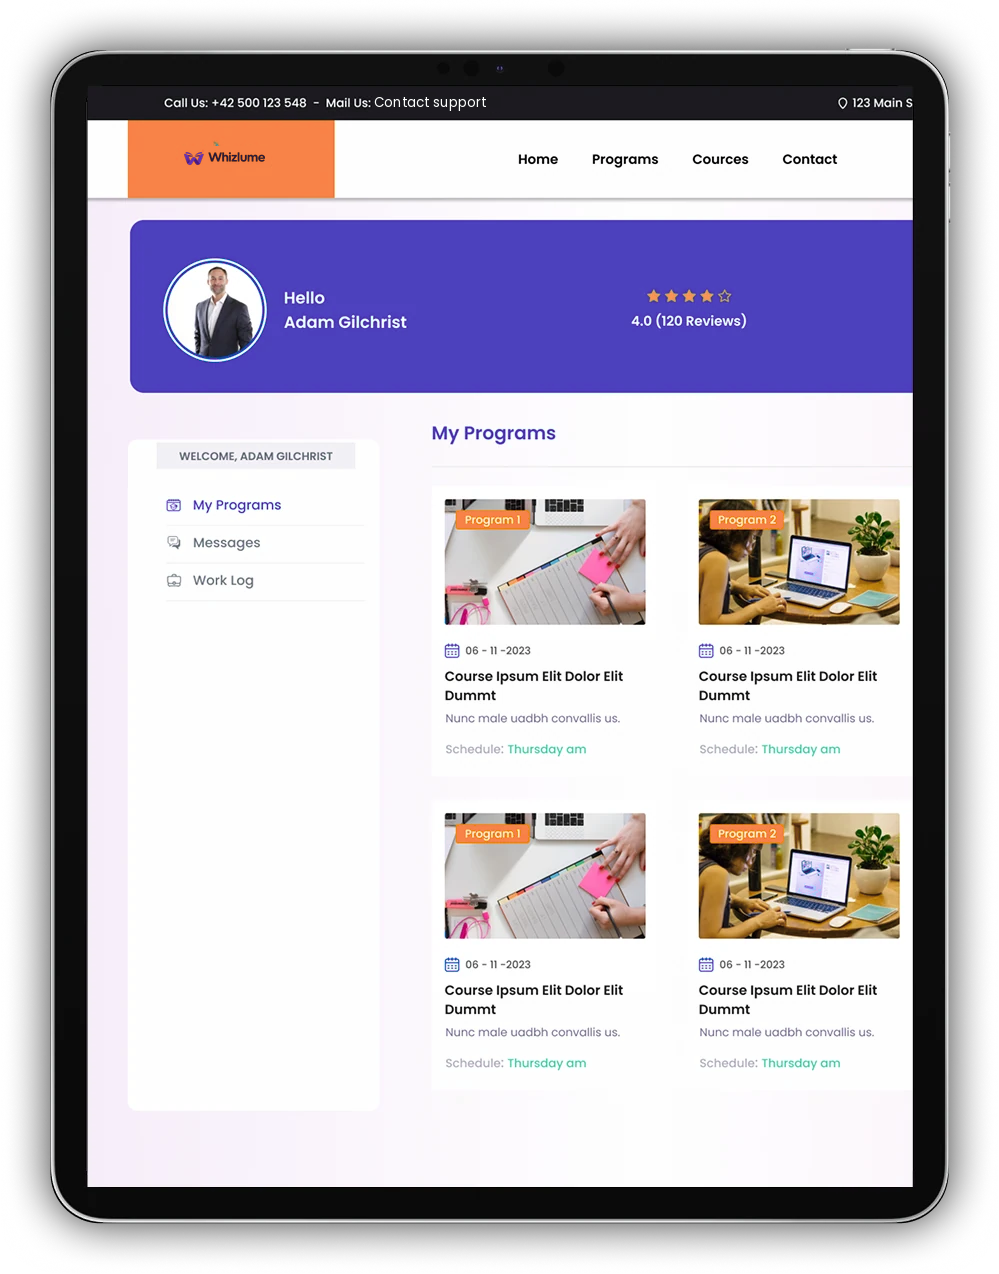 Call Us: +42 500 123 548 - Mail Us: Contact support
123 Main S
Whizlume
Home Programs Cources Contact
Hello
Adam Gilchrist
4.0 (120 Reviews)
WELCOME, ADAM GILCHRIST
My Programs
Messages
Work Log
My Programs
Program 1
06 - 11 -2023
Course Ipsum Elit Dolor Elit
Dummt
Nunc male uadbh convallis us.
Schedule: Thursday am
Program 2
06 - 11 -2023
Course Ipsum Elit Dolor Elit
Dummt
Nunc male uadbh convallis us.
Schedule: Thursday am
Program 1
06 - 11 -2023
Course Ipsum Elit Dolor Elit
Dummt
Nunc male uadbh convallis us.
Schedule: Thursday am
Program 2
06 - 11 -2023
Course Ipsum Elit Dolor Elit
Dummt
Nunc male uadbh convallis us.
Schedule: Thursday am